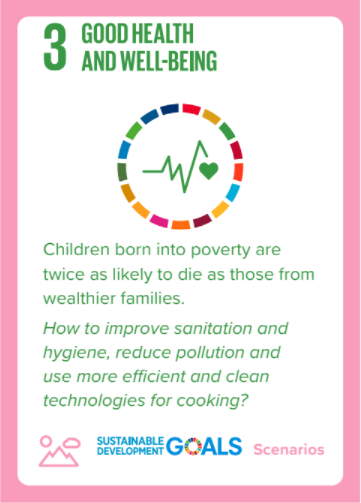 3 GOOD HEALTH
AND WELL-BEING
Children born into poverty are
twice as likely to die as those from
wealthier families.
How to improve sanitation and
hygiene, reduce pollution and
use more efficient and clean
technologies for cooking?
SUSTAINABLE
DEVELOPMENT GOALS
Scenarios